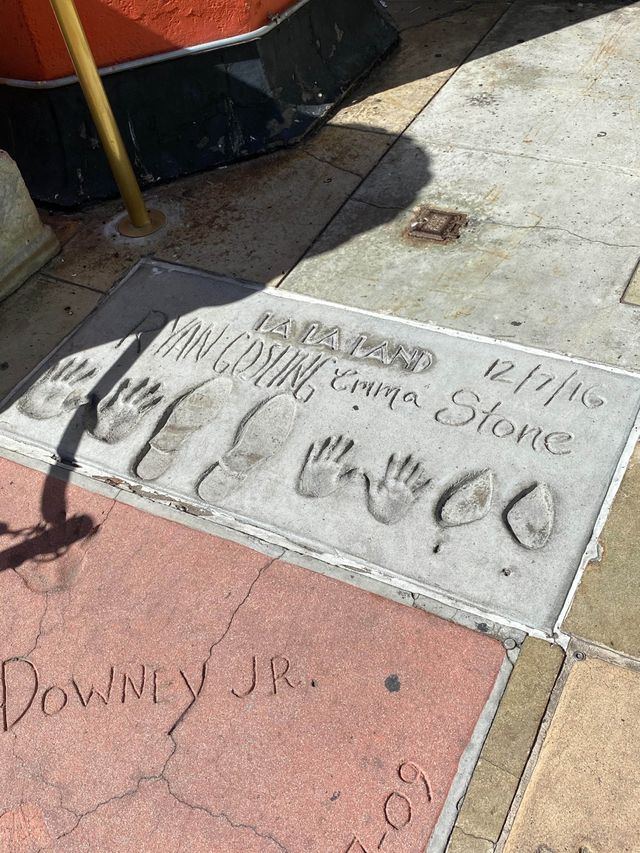 LA LA LAND
12/7/16
RYAN GOSLING
Emma Stone
DOWNEY JR.
-09